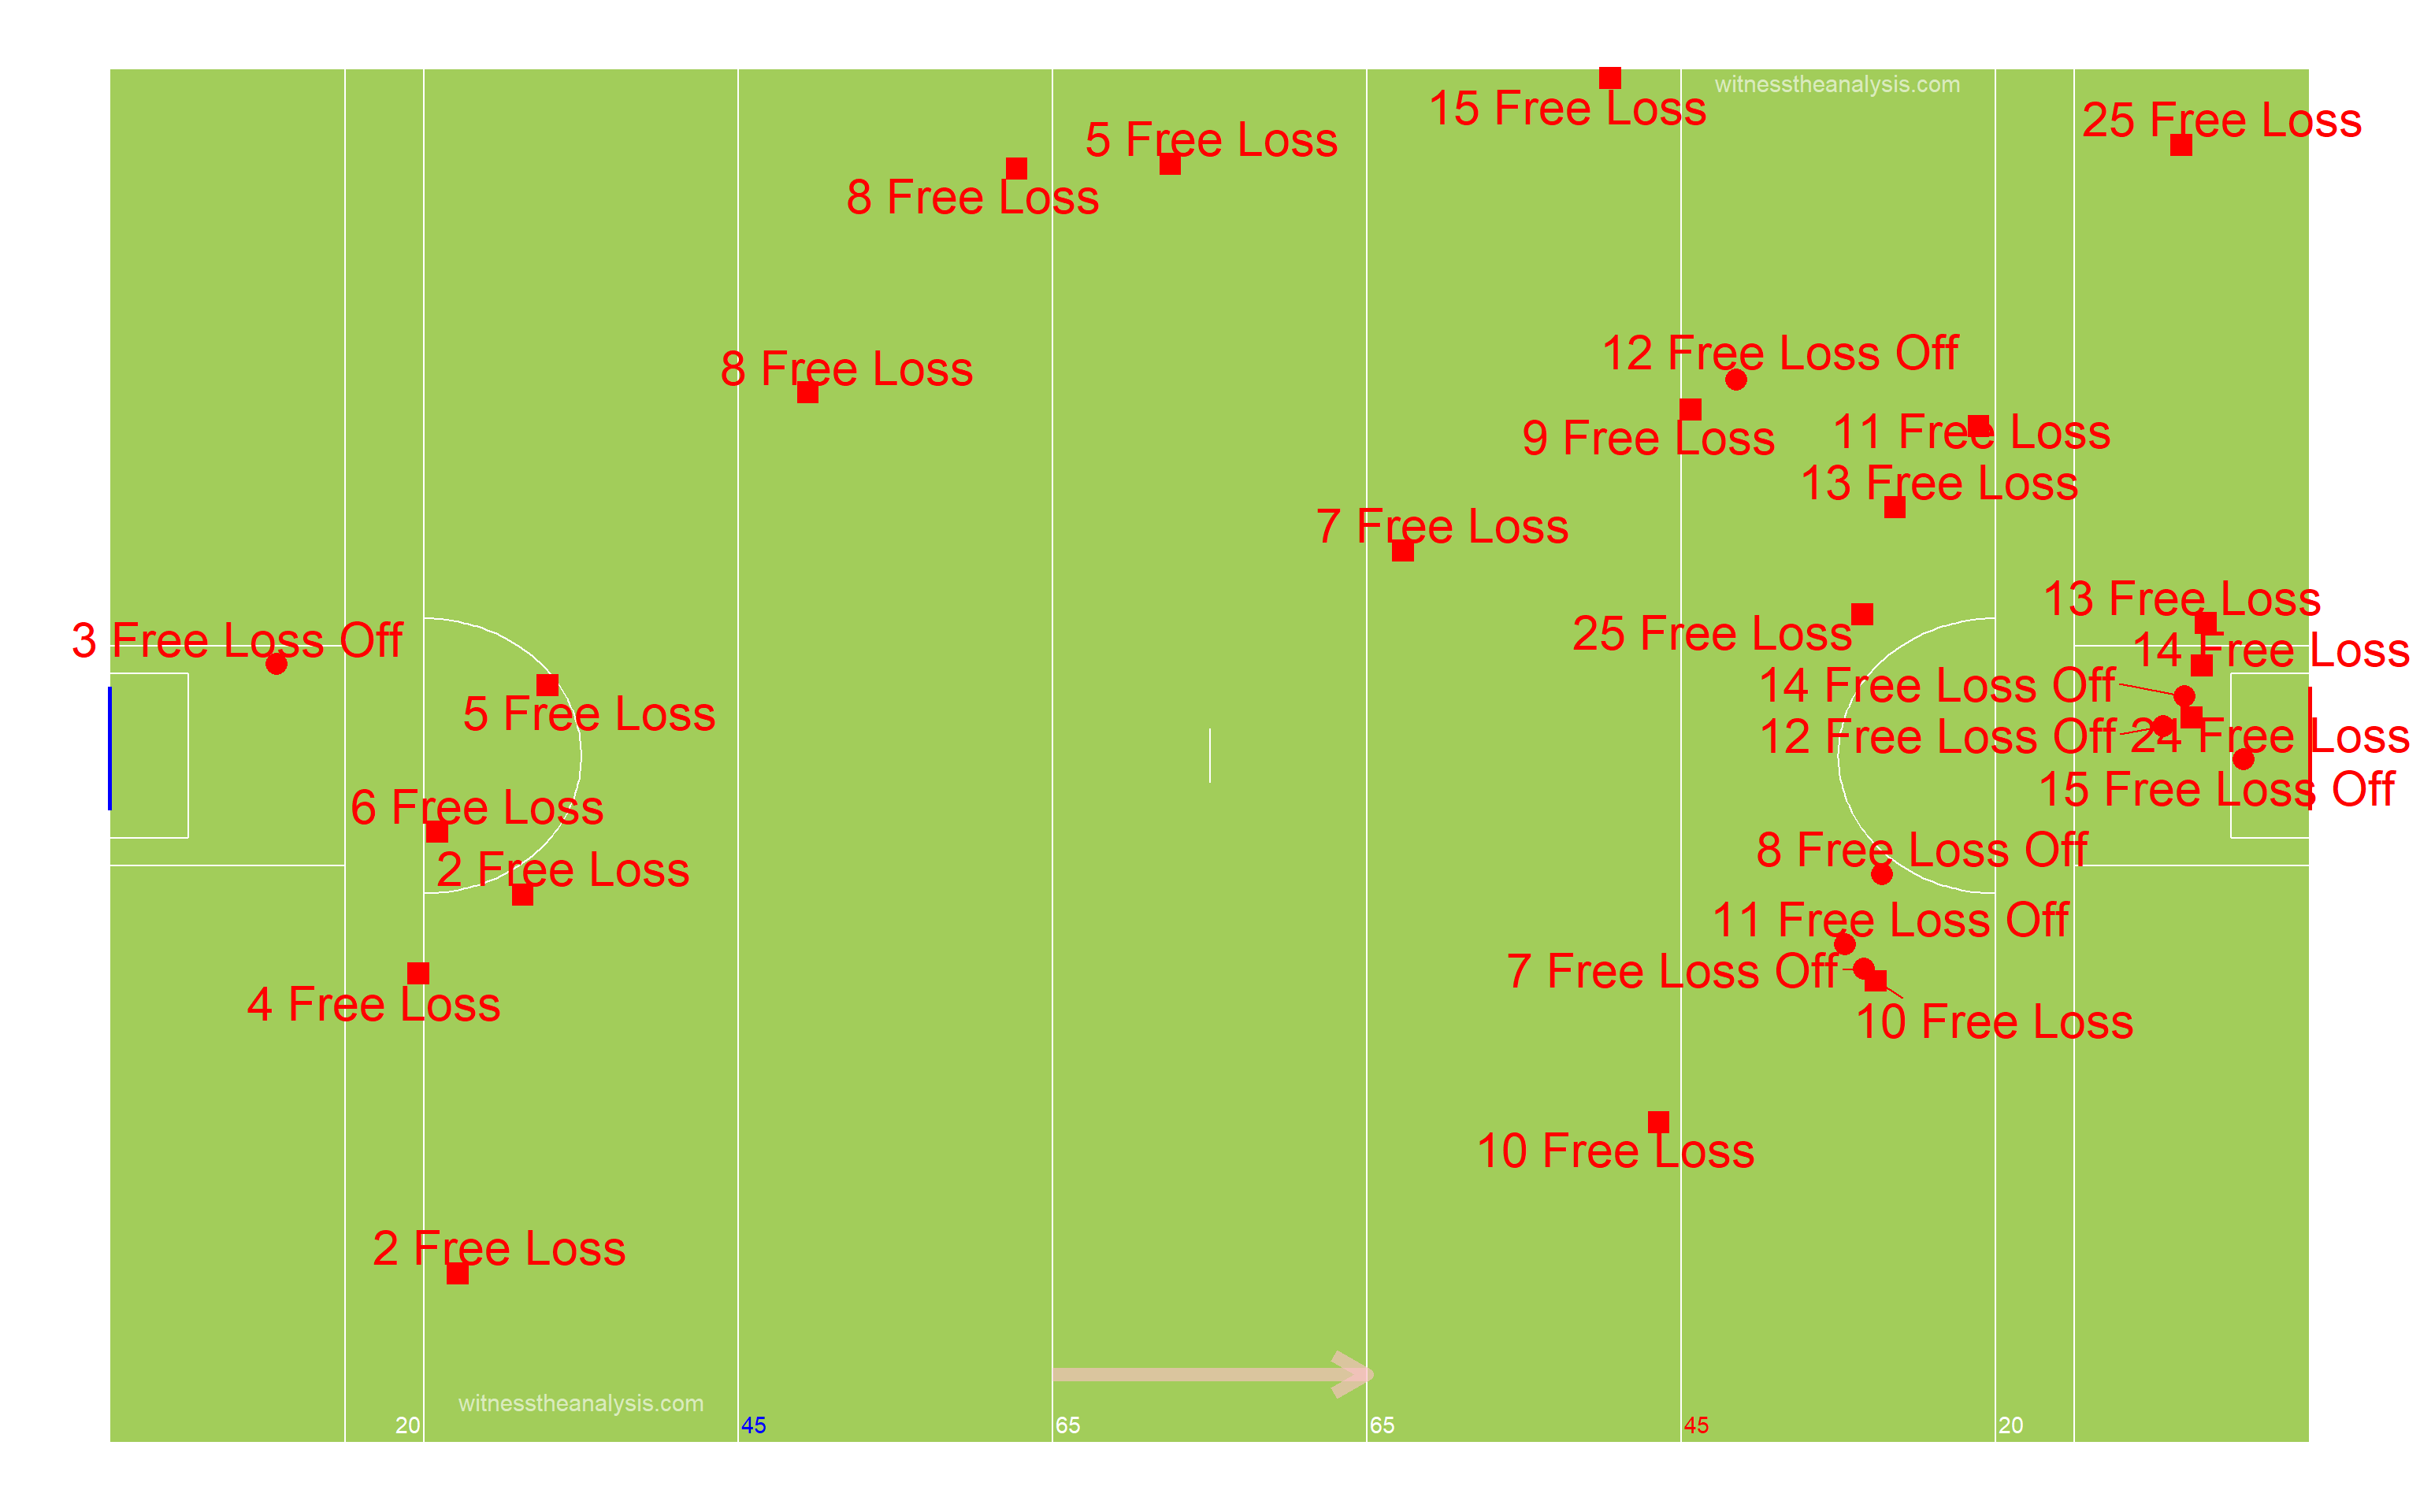 witnesstheanalysis.com
15 Free Loss
25 Free Loss
5 Free Loss
8 Free Loss
12 Free Loss Off
8 Free Loss
9 Free Loss
11 Free Loss
13 Free Loss
7 Free Loss
13 Free Loss
3 Free Loss Off
25 Free Loss
14 Free Loss
14 Free Loss Off
5 Free Loss
12 Free Loss Off
24 Free Loss
15 Free Loss Off
6 Free Loss
8 Free Loss Off
2 Free Loss
11 Free Loss Off
7 Free Loss Off
4 Free Loss
10 Free Loss
10 Free Loss
2 Free Loss
witnesstheanalysis.com
20 45 65 65 45 20